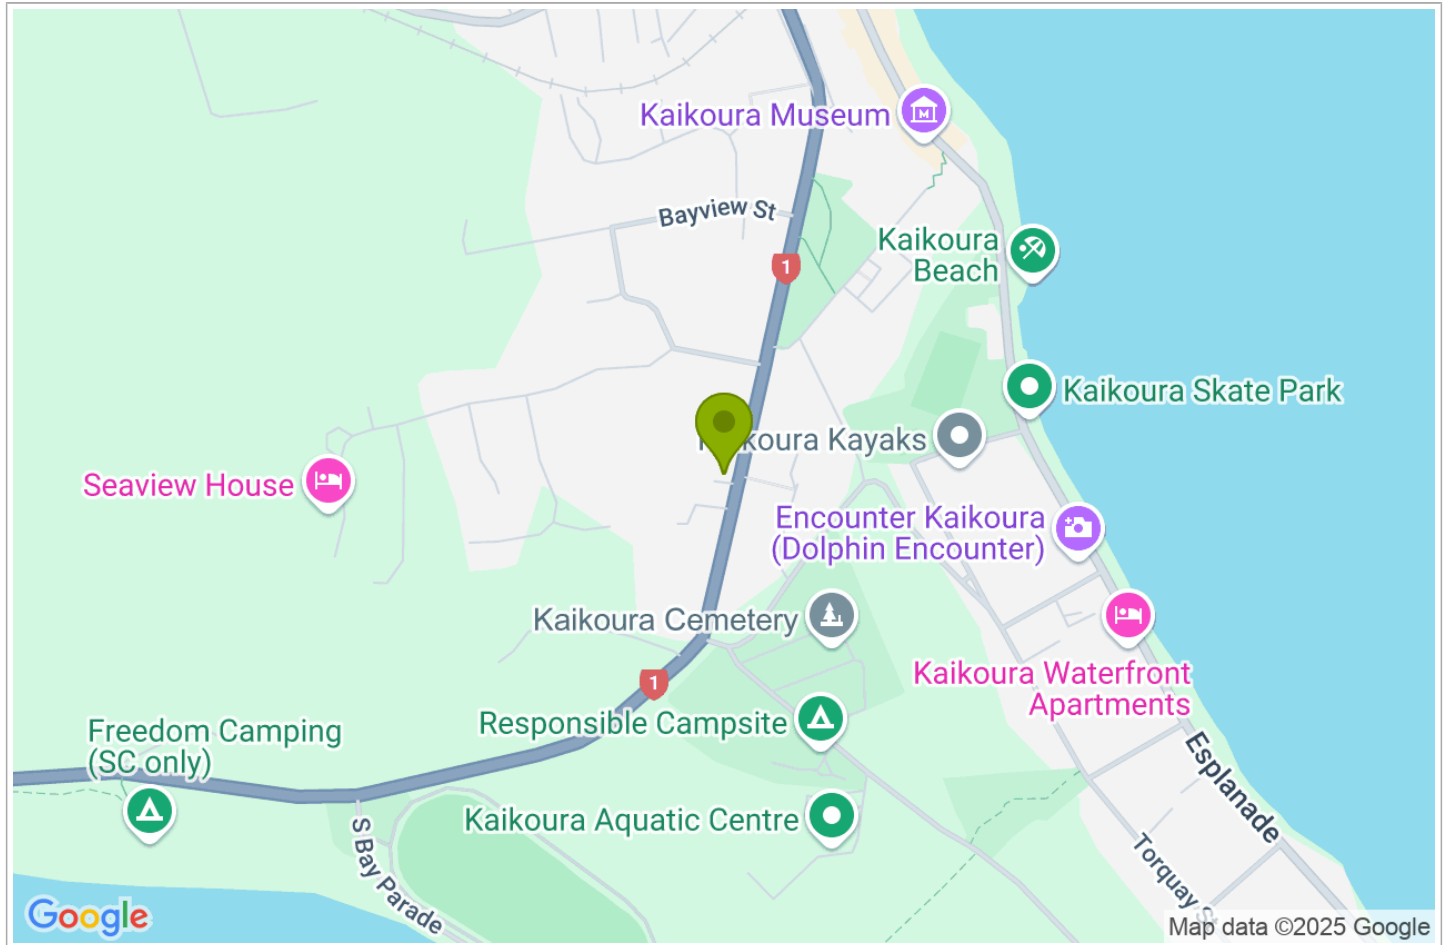 Kaikoura Museum
M
Bayview St
Kaikoura
Beach
1
Kaikoura Skate Park
koura Kayaks
Seaview House
Encounter Kaikoura
(Dolphin Encounter)
Kaikoura Cemetery
Kaikoura Waterfront
Apartments
1
Responsible Campsite
Freedom Camping
(SC only)
Esplanade
Kaikoura Aquatic Centre
S Bay Parade
Torquay
Google
Map data ©2025 Google